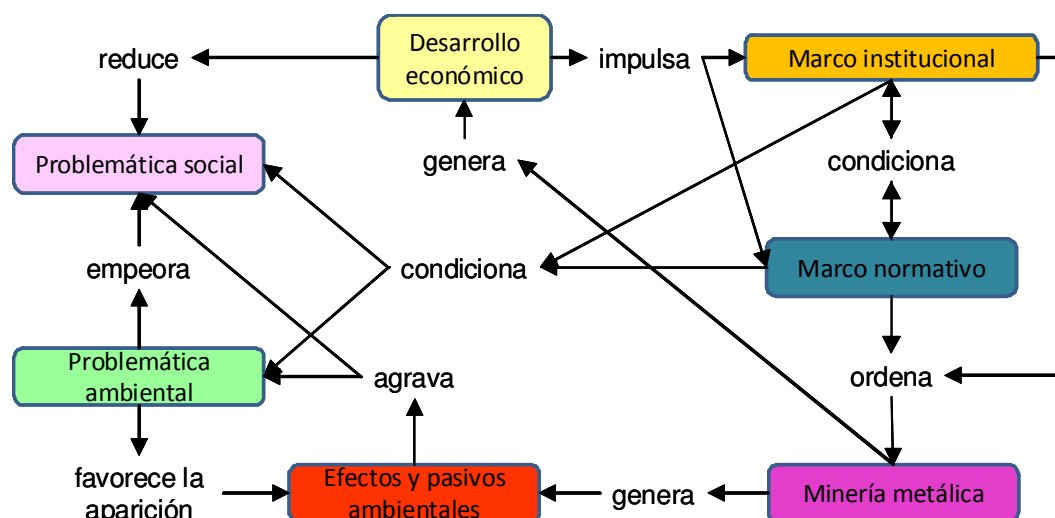 Desarrollo
económico
reduce
impulsa
Marco institucional
Problemática social
genera
condiciona
empeora
condiciona
Marco normativo
Problemática
ambiental
agrava
ordena
favorece la
aparición
Efectos y pasivos
ambientales
genera
Minería metálica